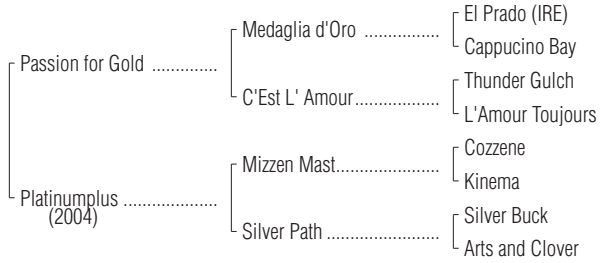 El Prado (IRE)
Medaglia d'Oro ................
Cappucino Bay
Passion for Gold ..............
Thunder Gulch
C'Est L' Amour..................
L'Amour Toujours
Cozzene
Mizzen Mast......................
Kinema
Platinumplus ....................
(2004)
Silver Buck
Silver Path ........................
Arts and Clover